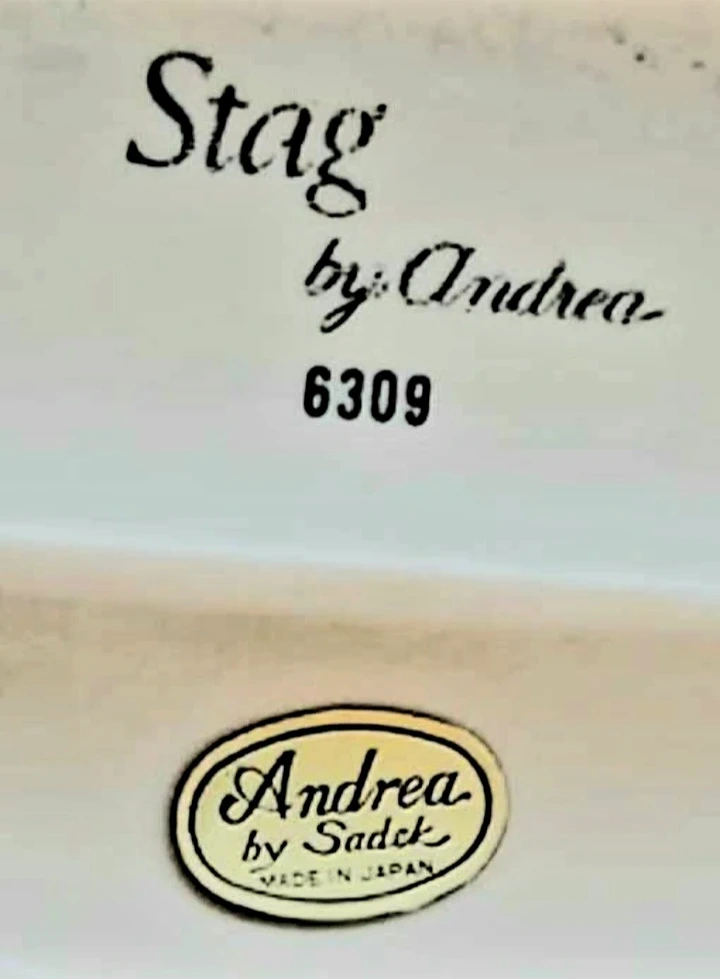 Stag
by Andrea
6309
Andrea
by Sadek
MADE IN JAPAN